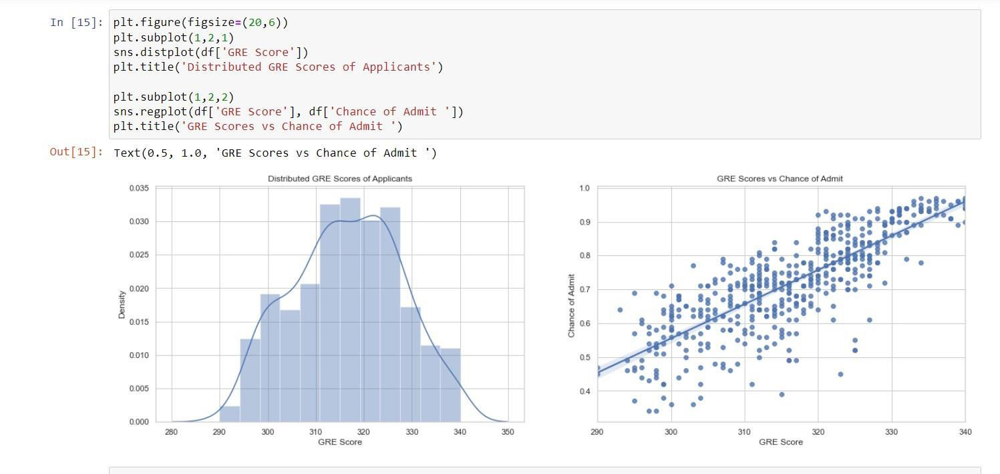 In [15]: plt.figure(figsize=(20,6))
plt.subplot(1,2,1)
sns.distplot(df['GRE Score'])
plt.title('Distributed GRE Scores of Applicants')
plt.subplot(1,2,2)
sns.regplot(df['GRE Score'], df['Chance of Admit '])
plt.title('GRE Scores vs Chance of Admit ')
Out[15]: Text(0.5, 1.0, 'GRE Scores vs Chance of Admit ')
Distributed GRE Scores of Applicants
0.035
0.030
0.025
0.020
0.015
0.010
0.005
0.000
Density
280 290 300 310 320 330 340 350
GRE Score
GRE Scores vs Chance of Admit
1.0
0.9
0.8
0.7
0.6
0.5
0.4
Chance of Admit
290 300 310 320 330 340
GRE Score